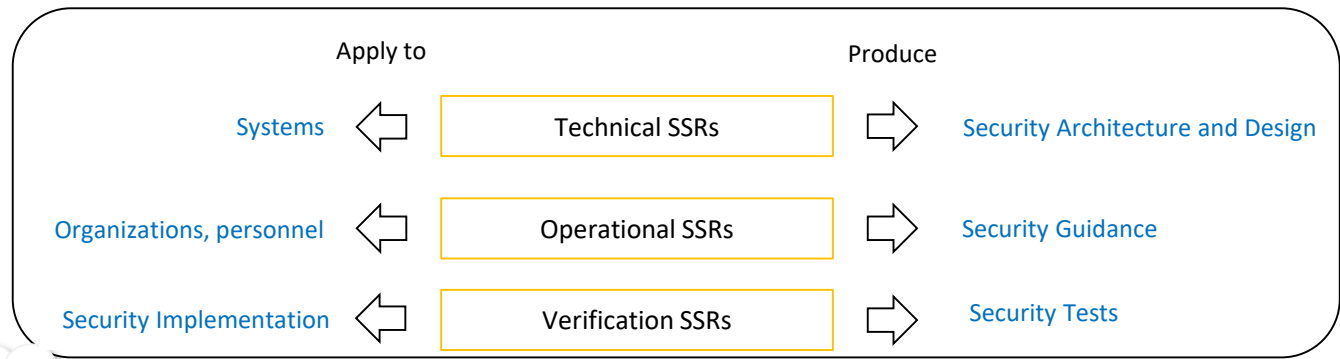 Apply to
Produce
Systems
Technical SSRs
Security Architecture and Design
Organizations, personnel
Operational SSRs
Security Guidance
Security Implementation
Verification SSRs
Security Tests